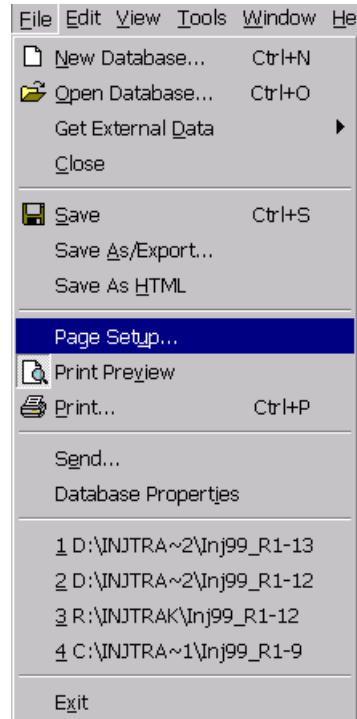 File Edit View Tools Window He
New Database... Ctrl+N
Open Database... Ctrl+O
Get External Data
Close
Save Ctrl+S
Save As/Export...
Save As HTML
Page Setup...
Print Preview
Print... Ctrl+P
Send...
Database Properties
1 D:\INJTRA~2\Inj99_R1-13
2 D:\INJTRA~2\Inj99_R1-12
3 R:\INJTRAK\Inj99_R1-12
4 C:\INJTRA~1\Inj99_R1-9
Exit